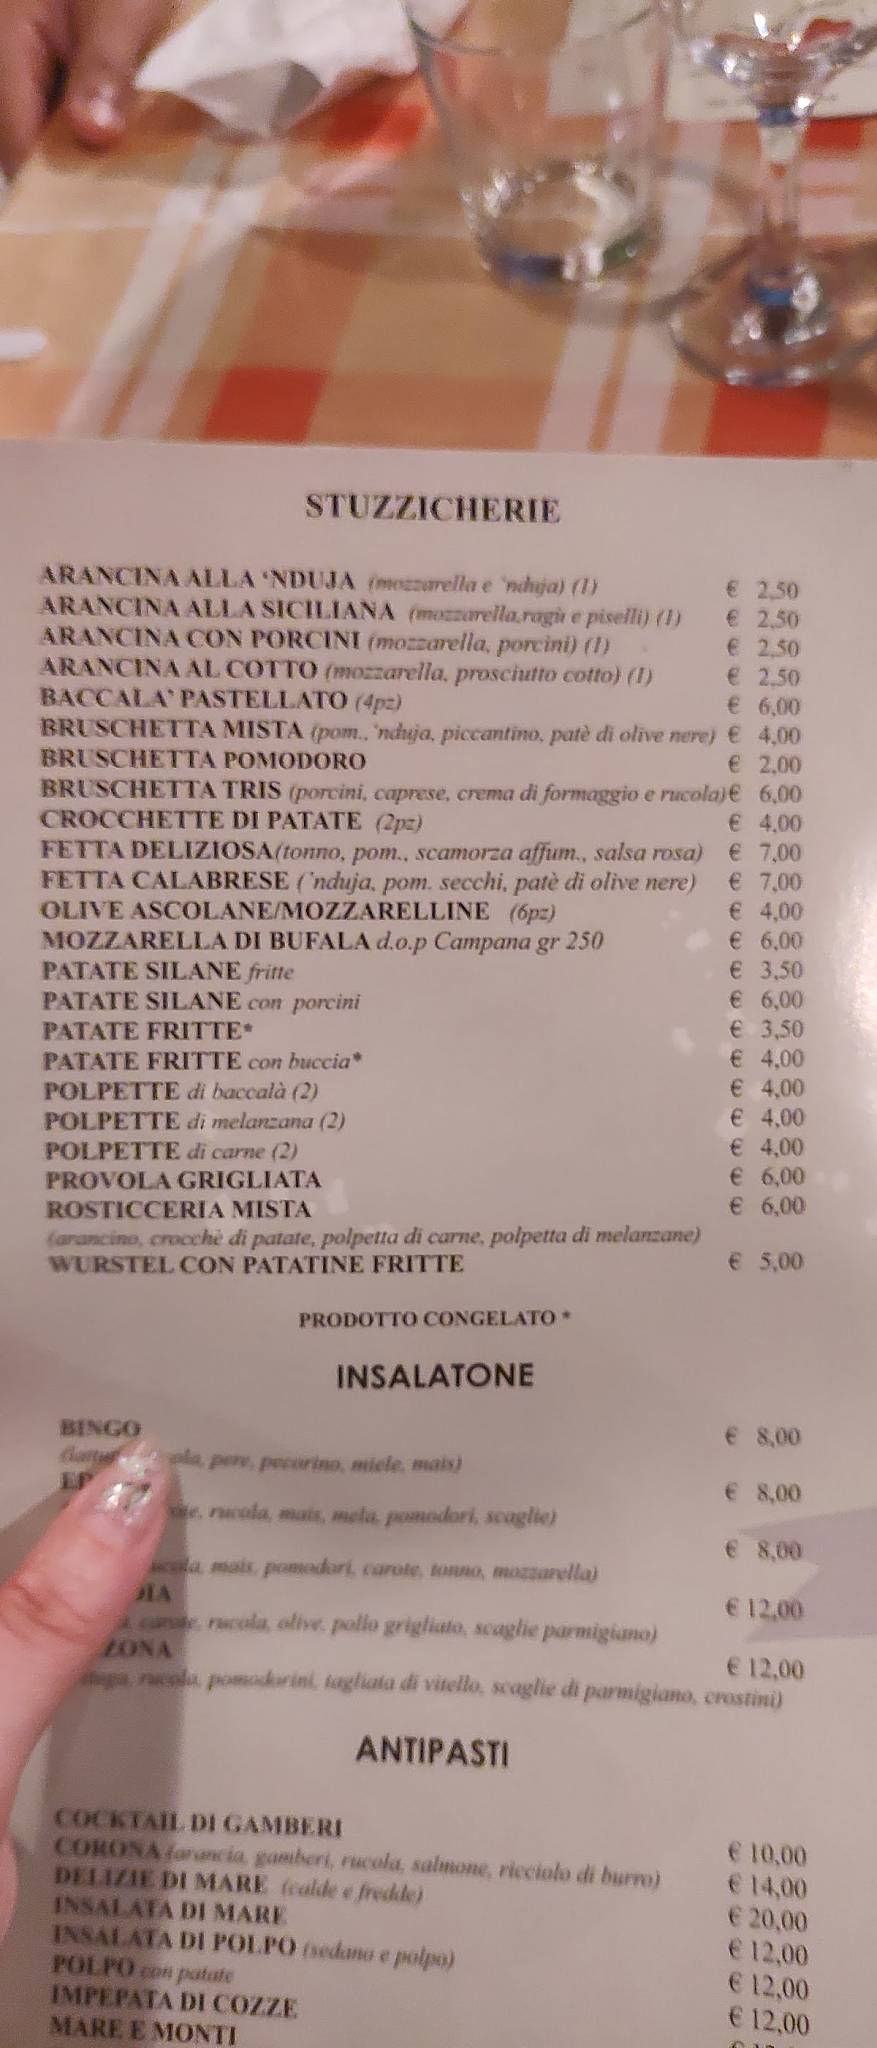 STUZZICHERIE
ARANCINA ALLA 'NDUJA (mozzarella e 'nduja) (1) € 2,50
ARANCINA ALLA SICILIANA (mozzarella,ragù e piselli) (1) € 2,50
ARANCINA CON PORCINI (mozzarella, porcini) (1) € 2,50
ARANCINA AL COTTO (mozzarella, prosciutto cotto) (1) € 2,50
BACCALA' PASTELLATO (4pz) € 6,00
BRUSCHETTA MISTA (pom., 'nduja, piccantino, patè di olive nere) € 4,00
BRUSCHETTA POMODORO € 2,00
BRUSCHETTA TRIS (porcini, caprese, crema di formaggio e rucola) € 6,00
CROCCHETTE DI PATATE (2pz) € 4,00
FETTA DELIZIOSA(tonno, pom., scamorza affum., salsa rosa) € 7,00
FETTA CALABRESE ('nduja, pom. secchi, patè di olive nere) € 7,00
OLIVE ASCOLANE/MOZZARELLINE (6pz) € 4,00
MOZZARELLA DI BUFALA d.o.p Campana gr 250 € 6,00
PATATE SILANE fritte € 3,50
PATATE SILANE con porcini € 6,00
PATATE FRITTE* € 3,50
PATATE FRITTE con buccia* € 4,00
POLPETTE di baccalà (2) € 4,00
POLPETTE di melanzana (2) € 4,00
POLPETTE di carne (2) € 4,00
PROVOLA GRIGLIATA € 6,00
ROSTICCERIA MISTA € 6,00
(arancino, crocchè di patate, polpetta di carne, polpetta di melanzane)
WURSTEL CON PATATINE FRITTE € 5,00
PRODOTTO CONGELATO *
INSALATONE
BINGO € 8,00
pere, pecorino, miele, mais)
€ 8,00
rucola, mais, mela, pomodori, scaglie)
€ 8,00
mais, pomodori, carote, tonno, mozzarella)
€ 12,00
carote, rucola, olive, pollo grigliato, scaglie parmigiano)
€ 12,00
rucola, pomodorini, tagliata di vitello, scaglie di parmigiano, crostini)
ANTIPASTI
COCKTAIL DI GAMBERI € 10,00
CORONA (arancia, gamberi, rucola, salmone, ricciolo di burro) € 14,00
DELIZIE DI MARE (calde e fredde) € 20,00
INSALATA DI MARE € 12,00
INSALATA DI POLPO (sedano e polpo) € 12,00
POLPO con patate € 12,00
IMPEPATA DI COZZE
MARE E MONTI